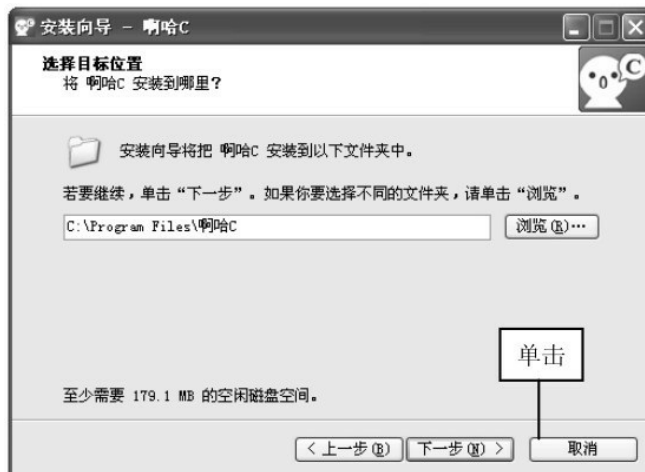 安装向导 - 啊哈C
选择目标位置
将 啊哈C 安装到哪里?
C
安装向导将把 啊哈C 安装到以下文件夹中。
若要继续,单击“下一步”。如果你要选择不同的文件夹,请单击“浏览”。
C:\Program Files\啊哈C
浏览(R)…
单击
至少需要 179.1 MB 的空闲磁盘空间。
< 上一步(B) 下一步(N) > 取消